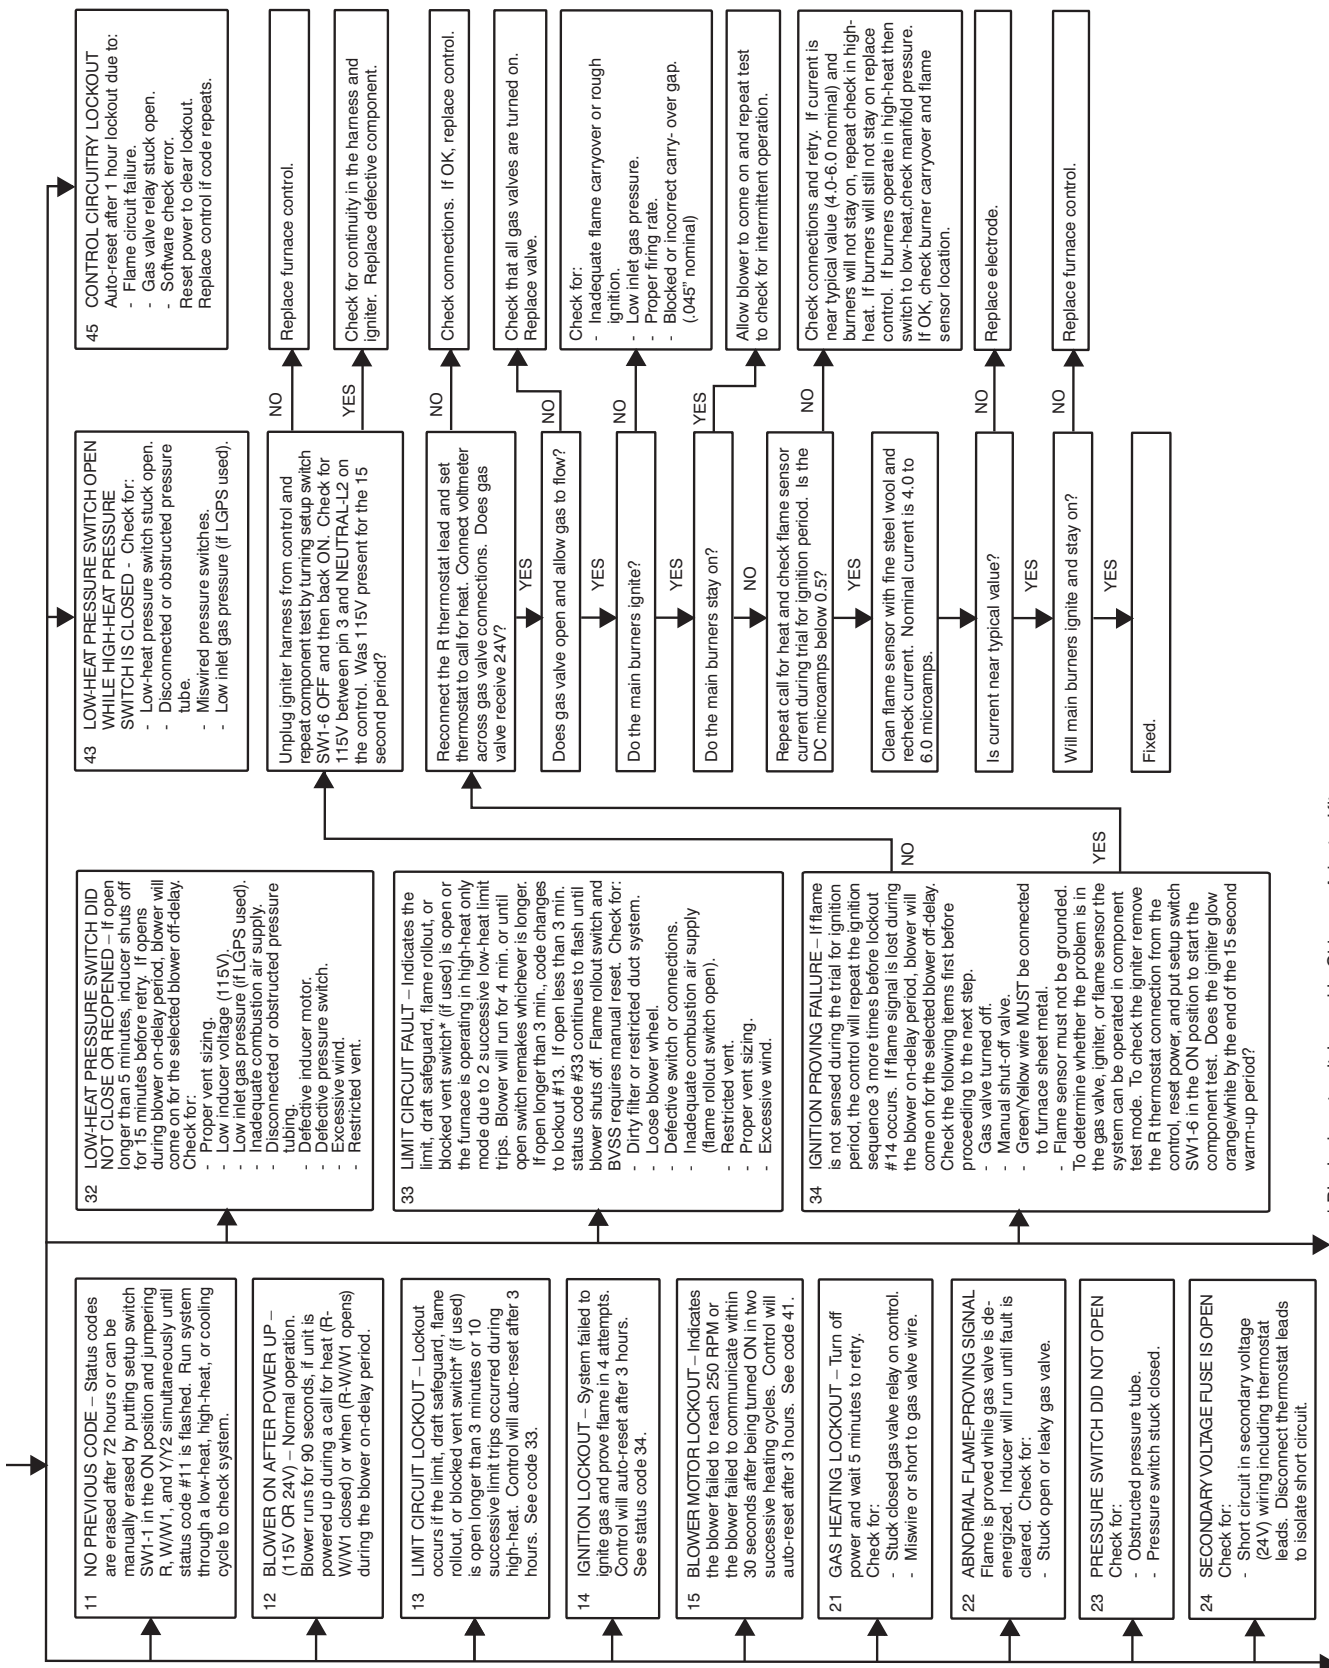 11 NO PREVIOUS CODE – Status codes
are erased after 72 hours or can be
manually erased by putting setup switch
SW1-1 in the ON position and jumpering
R, W/W1, and Y/Y2 simultaneously until
status code #11 is flashed. Run system
through a low-heat, high-heat, or cooling
cycle to check system.
12 BLOWER ON AFTER POWER UP –
(115V OR 24V) – Normal operation.
Blower runs for 90 seconds, if unit is
powered up during a call for heat (R-
W/W1 closed) or when (R-W/W1 opens)
during the blower on-delay period.
13 LIMIT CIRCUIT LOCKOUT – Lockout
occurs if the limit, draft safeguard, flame
rollout, or blocked vent switch* (if used)
is open longer than 3 minutes or 10
successive limit trips occurred during
high-heat. Control will auto-reset after 3
hours. See code 33.
14 IGNITION LOCKOUT – System failed to
ignite gas and prove flame in 4 attempts.
Control will auto-reset after 3 hours.
See status code 34.
15 BLOWER MOTOR LOCKOUT – Indicates
the blower failed to reach 250 RPM or
the blower failed to communicate within
30 seconds after being turned ON in two
successive heating cycles. Control will
auto-reset after 3 hours. See code 41.
21 GAS HEATING LOCKOUT – Turn off
power and wait 5 minutes to retry.
Check for:
- Stuck closed gas valve relay on control.
- Miswire or short to gas valve wire.
22 ABNORMAL FLAME-PROVING SIGNAL
Flame is proved while gas valve is de-
energized. Inducer will run until fault is
cleared. Check for:
- Stuck open or leaky gas valve.
23 PRESSURE SWITCH DID NOT OPEN
Check for:
- Obstructed pressure tube.
- Pressure switch stuck closed.
24 SECONDARY VOLTAGE FUSE IS OPEN
Check for:
- Short circuit in secondary voltage
(24V) wiring including thermostat
leads. Disconnect thermostat leads
to isolate short circuit.
32 LOW-HEAT PRESSURE SWITCH DID
NOT CLOSE OR REOPENED – If open
longer than 5 minutes, inducer shuts off
for 15 minutes before retry. If opens
during blower on-delay period, blower will
come on for the selected blower off-delay.
Check for:
- Proper vent sizing.
- Low inducer voltage (115V).
- Low inlet gas pressure (if LGPS used).
- Inadequate combustion air supply.
- Disconnected or obstructed pressure
tubing.
- Defective inducer motor.
- Defective pressure switch.
- Excessive wind.
- Restricted vent.
33 LIMIT CIRCUIT FAULT – Indicates the
limit, draft safeguard, flame rollout, or
blocked vent switch* (if used) is open or
the furnace is operating in high-heat only
mode due to 2 successive low-heat limit
trips. Blower will run for 4 min. or until
open switch remakes whichever is longer.
If open longer than 3 min., code changes
to lockout #13. If open less than 3 min.
status code #33 continues to flash until
blower shuts off. Flame rollout switch and
BVSS requires manual reset. Check for:
- Dirty filter or restricted duct system.
- Loose blower wheel.
- Defective switch or connections.
- Inadequate combustion air supply
(flame rollout switch open).
- Restricted vent.
- Proper vent sizing.
- Excessive wind.
34 IGNITION PROVING FAILURE – If flame
is not sensed during the trial for ignition
period, the control will repeat the ignition
sequence 3 more times before lockout
#14 occurs. If flame signal is lost during
the blower on-delay period, blower will
come on for the selected blower off-delay.
Check the following items first before
proceeding to the next step.
- Gas valve turned off.
- Manual shut-off valve.
- Green/Yellow wire MUST be connected
to furnace sheet metal.
- Flame sensor must not be grounded.
To determine whether the problem is in
the gas valve, igniter, or flame sensor the
system can be operated in component
test mode. To check the igniter remove
the R thermostat connection from the
control, reset power, and put setup switch
SW1-6 in the ON position to start the
component test. Does the igniter glow
orange/white by the end of the 15 second
warm-up period?
NO
YES
43 LOW-HEAT PRESSURE SWITCH OPEN
WHILE HIGH-HEAT PRESSURE
SWITCH IS CLOSED - Check for:
- Low-heat pressure switch stuck open.
- Disconnected or obstructed pressure
tube.
- Miswired pressure switches.
- Low inlet gas pressure (if LGPS used).
Unplug igniter harness from control and
repeat component test by turning setup switch
SW1-6 OFF and then back ON. Check for
115V between pin 3 and NEUTRAL-L2 on
the control. Was 115V present for the 15
second period?
NO
YES
Reconnect the R thermostat lead and set
thermostat to call for heat. Connect voltmeter
across gas valve connections. Does gas
valve receive 24V?
NO
YES
Does gas valve open and allow gas to flow?
NO
YES
Do the main burners ignite?
NO
YES
Do the main burners stay on?
YES
NO
Repeat call for heat and check flame sensor
current during trial for ignition period. Is the
DC microamps below 0.5?
NO
YES
Clean flame sensor with fine steel wool and
recheck current. Nominal current is 4.0 to
6.0 microamps.
Is current near typical value?
NO
YES
Will main burners ignite and stay on?
NO
YES
Fixed.
45 CONTROL CIRCUITRY LOCKOUT
Auto-reset after 1 hour lockout due to:
- Flame circuit failure.
- Gas valve relay stuck open.
- Software check error.
Reset power to clear lockout.
Replace control if code repeats.
Replace furnace control.
Check for continuity in the harness and
igniter. Replace defective component.
Check connections. If OK, replace control.
Check that all gas valves are turned on.
Replace valve.
Check for:
- Inadequate flame carryover or rough
ignition.
- Low inlet gas pressure.
- Proper firing rate.
- Blocked or incorrect carry- over gap.
(.045" nominal)
Allow blower to come on and repeat test
to check for intermittent operation.
Check connections and retry. If current is
near typical value (4.0-6.0 nominal) and
burners will not stay on, repeat check in high-
heat. If burners will still not stay on replace
control. If burners operate in high-heat then
switch to low-heat,check manifold pressure.
If OK, check burner carryover and flame
sensor location.
Replace electrode.
Replace furnace control.